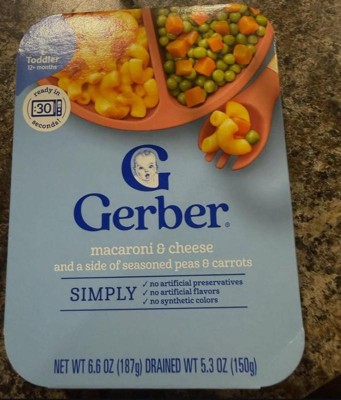 Toddler
12+ months
ready in
:30
seconds!
G
Gerber®
macaroni & cheese
and a side of seasoned peas & carrots
SIMPLY
✓ no artificial preservatives
✓ no artificial flavors
✓ no synthetic colors
NET WT 6.6 OZ (187g) DRAINED WT 5.3 OZ (150g)